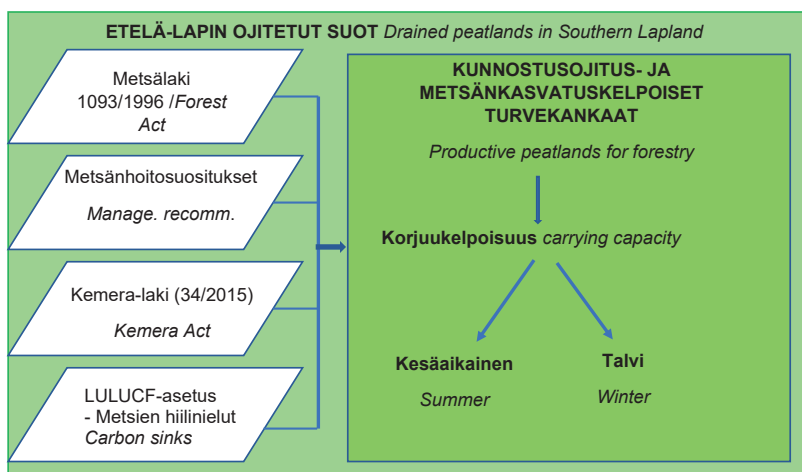 ETELÄ-LAPIN OJITETUT SUOT Drained peatlands in Southern Lapland
Metsälaki
1093/1996 /Forest
Act
Metsänhoitosuositukset
Manage. recomm.
Kemera-laki (34/2015)
Kemera Act
LULUCF-asetus
- Metsien hiilinielut
Carbon sinks
KUNNOSTUSOJITUS- JA
METSÄNKASVATUSKELPOISET
TURVEKANKAAT
Productive peatlands for forestry
Korjuukelpoisuus carrying capacity
Kesäaikainen
Summer
Talvi
Winter